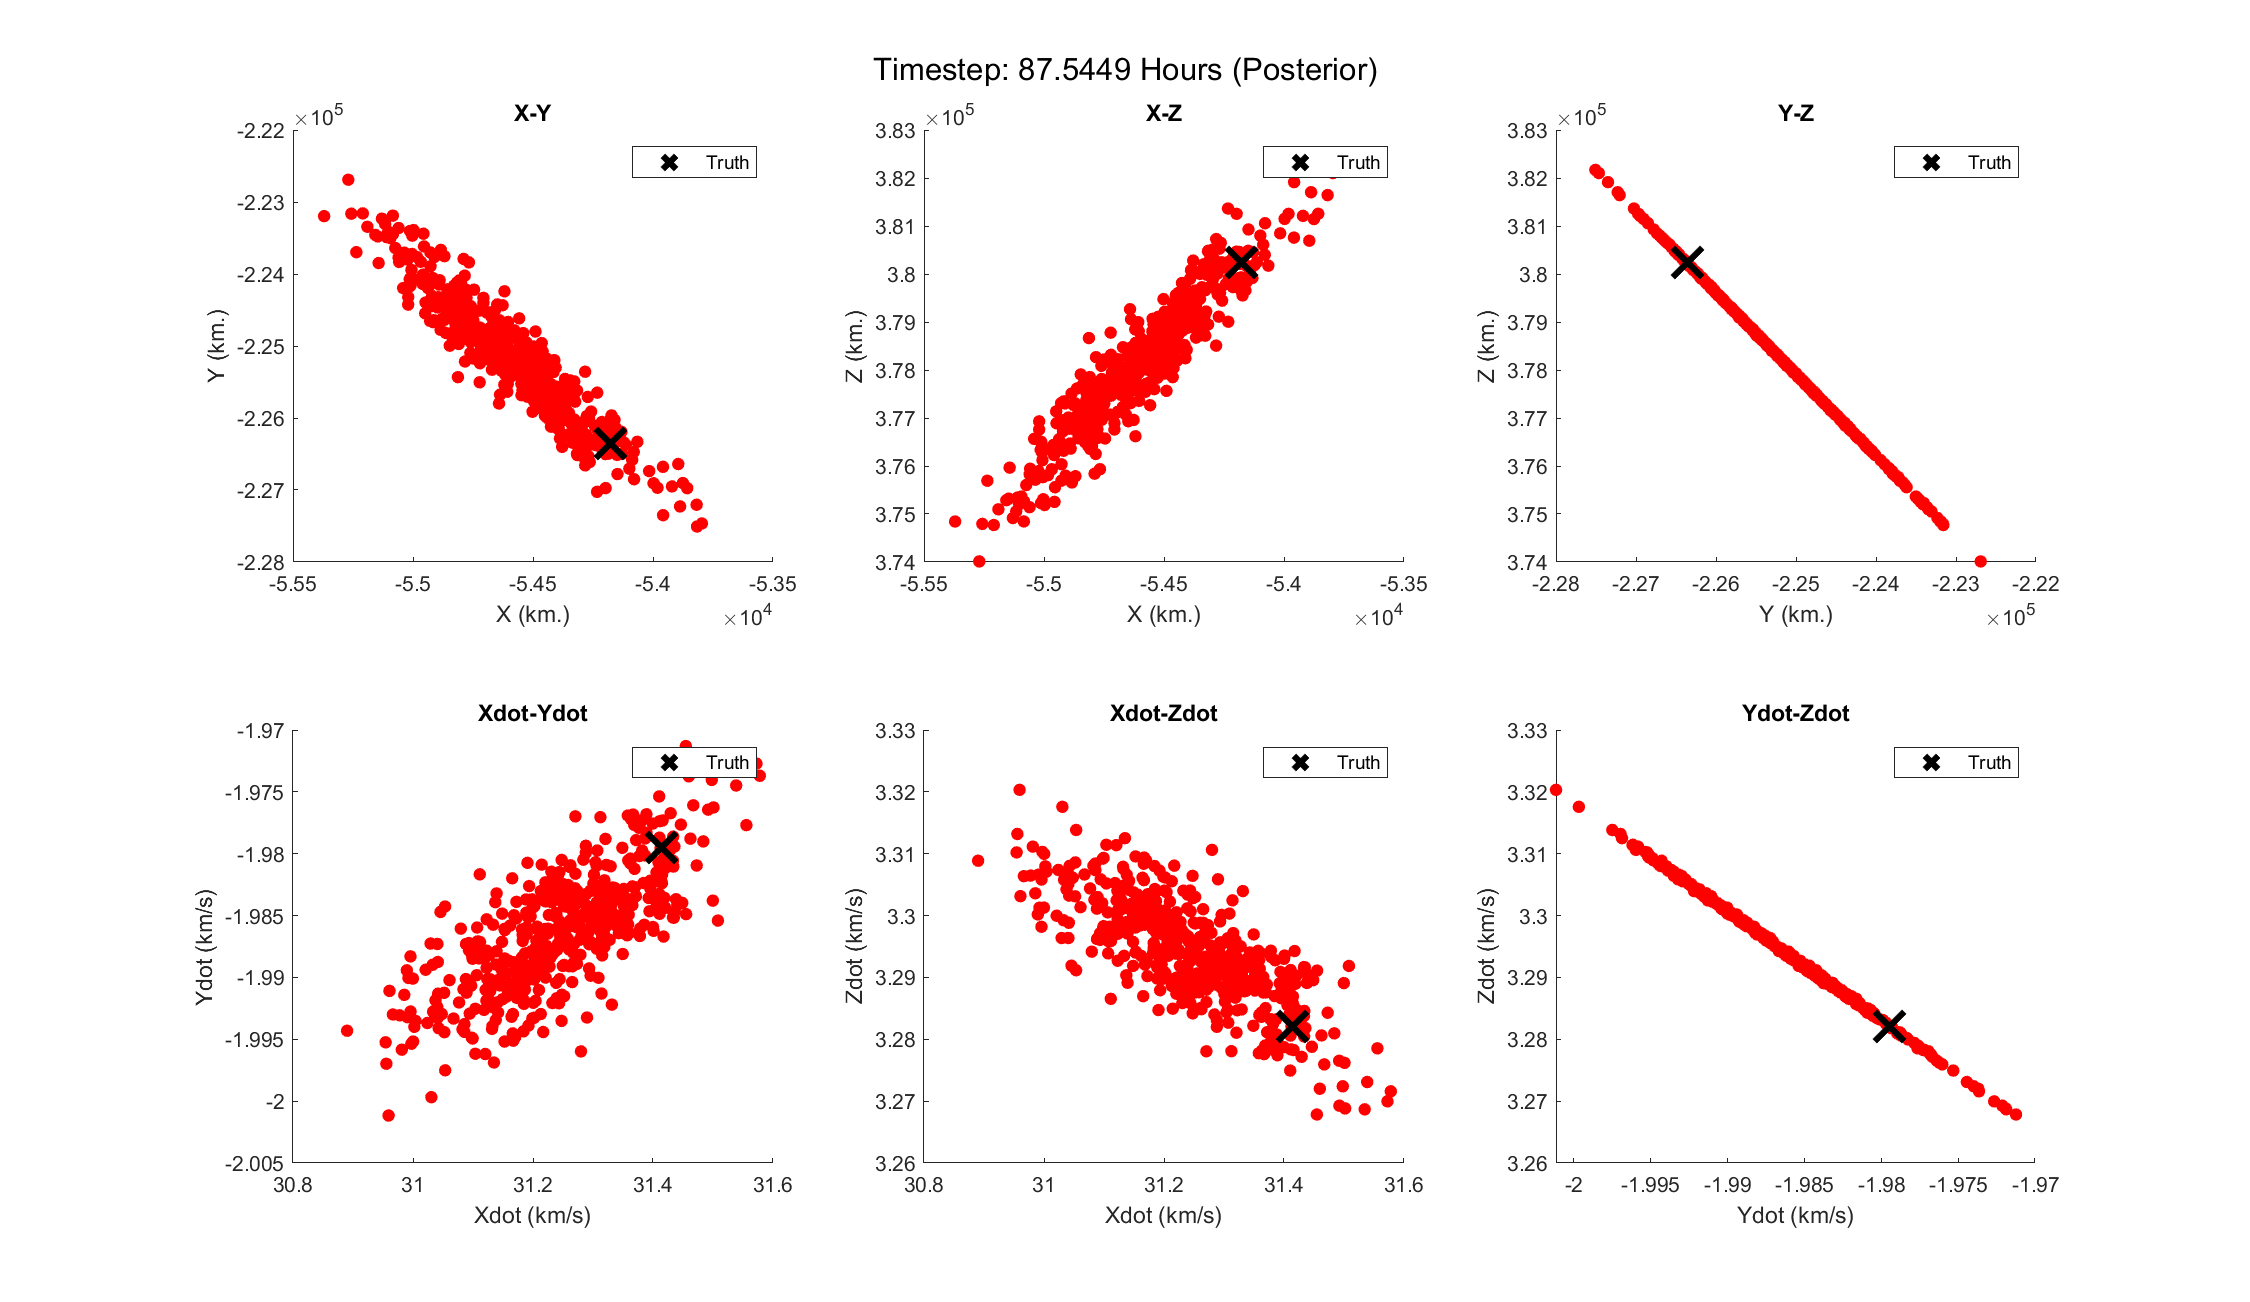 Timestep: 87.5449 Hours (Posterior)
X-Y
×10^5
-2.22
-2.23
-2.24
-2.25
-2.26
-2.27
-2.28
Y (km.)
Truth
-5.55 -5.5 -5.45 -5.4 -5.35
X (km.)
×10^4
X-Z
×10^5
3.83
3.82
3.81
3.8
3.79
3.78
3.77
3.76
3.75
3.74
Z (km.)
Truth
-5.55 -5.5 -5.45 -5.4 -5.35
X (km.)
×10^4
Y-Z
×10^5
3.83
3.82
3.81
3.8
3.79
3.78
3.77
3.76
3.75
3.74
Z (km.)
Truth
-2.28 -2.27 -2.26 -2.25 -2.24 -2.23 -2.22
Y (km.)
×10^5
Xdot-Ydot
-1.97
-1.975
-1.98
-1.985
-1.99
-1.995
-2
-2.005
Ydot (km/s)
Truth
30.8 31 31.2 31.4 31.6
Xdot (km/s)
Xdot-Zdot
3.33
3.32
3.31
3.3
3.29
3.28
3.27
3.26
Zdot (km/s)
Truth
30.8 31 31.2 31.4 31.6
Xdot (km/s)
Ydot-Zdot
3.33
3.32
3.31
3.3
3.29
3.28
3.27
3.26
Zdot (km/s)
Truth
-2 -1.995 -1.99 -1.985 -1.98 -1.975 -1.97
Ydot (km/s)